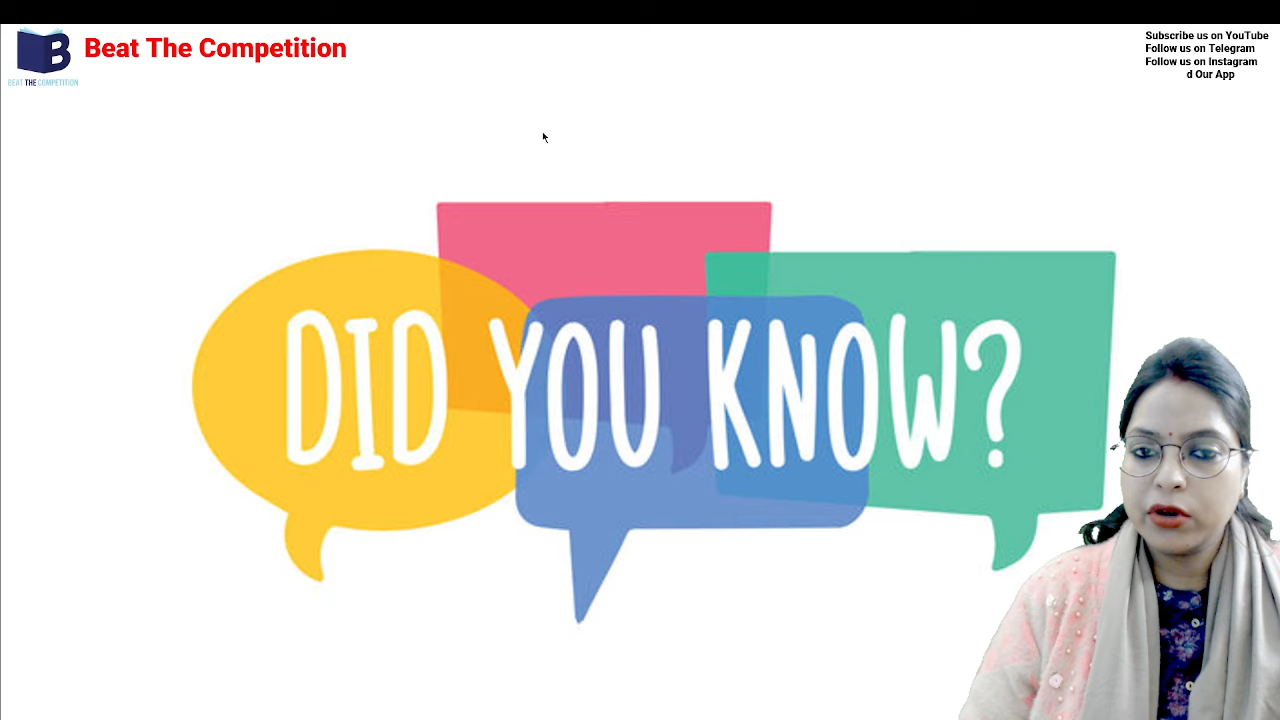 B
BEAT THE COMPETITION
Beat The Competition
Subscribe us on YouTube
Follow us on Telegram
Follow us on Instagram
d Our App
DID YOU KNOW?